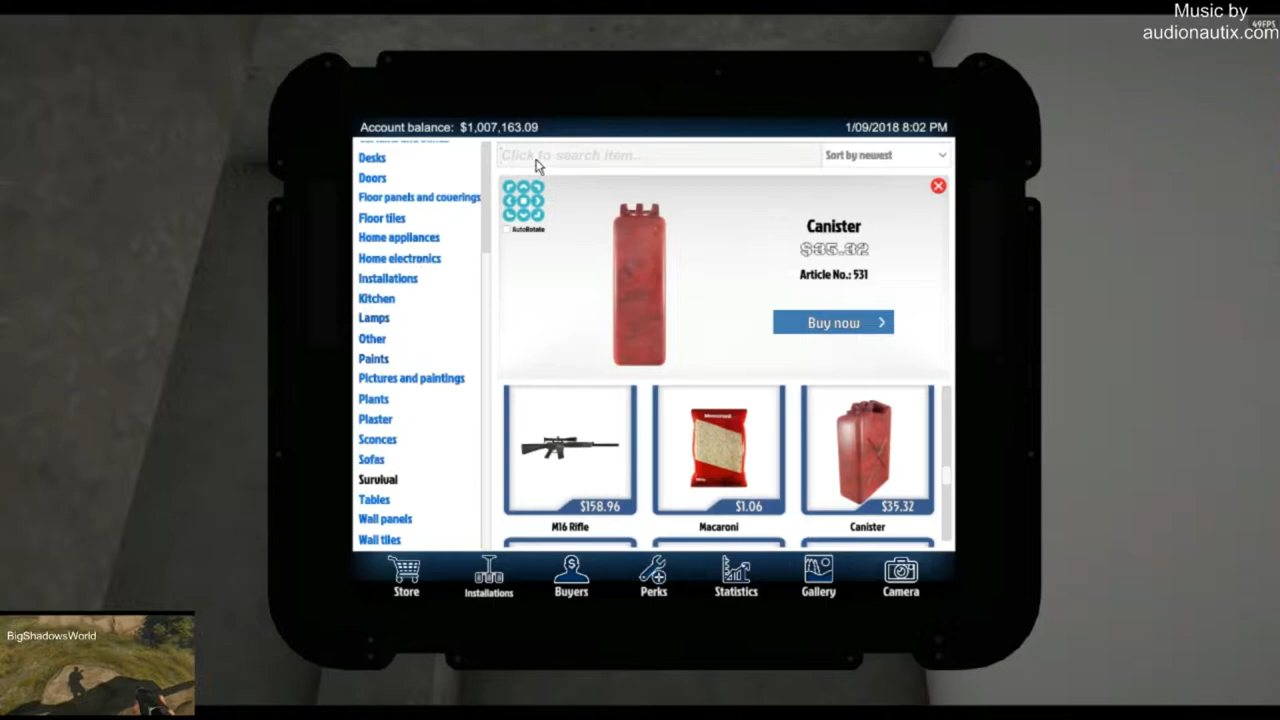 Music by
audionautix.com
49FPS
Account balance: $1,007,163.09
1/09/2018 8:02 PM
Desks
Doors
Floor panels and coverings
Floor tiles
Home appliances
Home electronics
Installations
Kitchen
Lamps
Other
Paints
Pictures and paintings
Plants
Plaster
Sconces
Sofas
Survival
Tables
Wall panels
Wall tiles
Click to search item..
Sort by newest
AutoRotate
Canister
$35.32
Article No.: 531
Buy now
Macaroni
$158.96
$1.06
$35.32
M16 Rifle
Macaroni
Canister
Store
Installations
Buyers
Perks
Statistics
Gallery
Camera
BigShadowsWorld